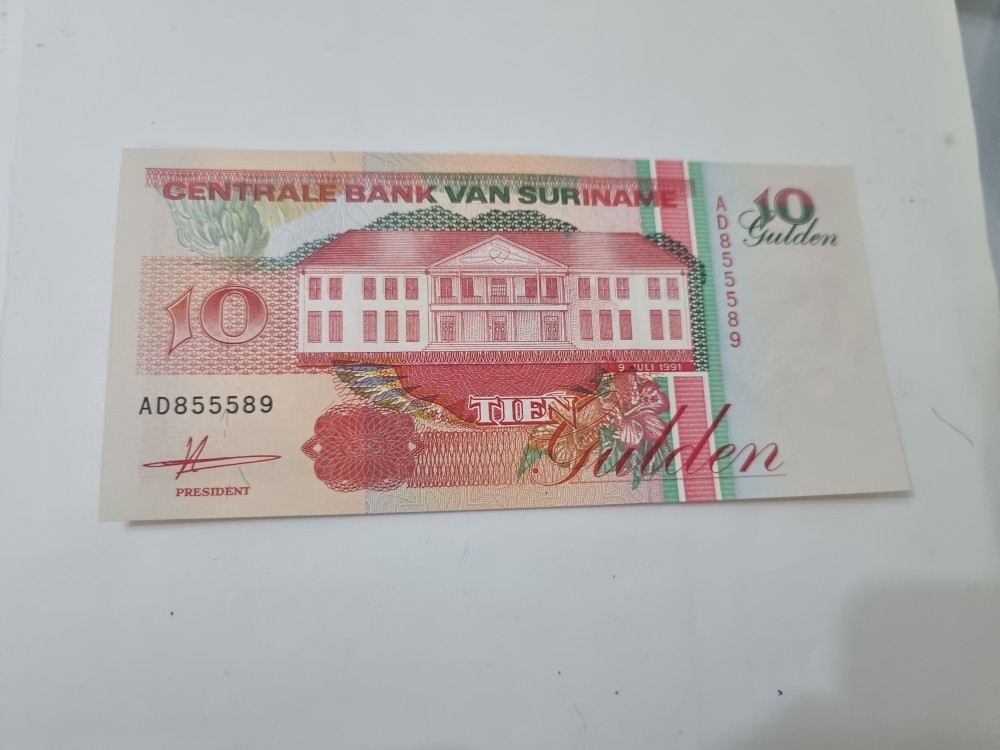 CENTRALE BANK VAN SURINAME
10
Gulden
AD855589
10
9 JULI 1991
AD855589
TIEN
Gulden
PRESIDENT